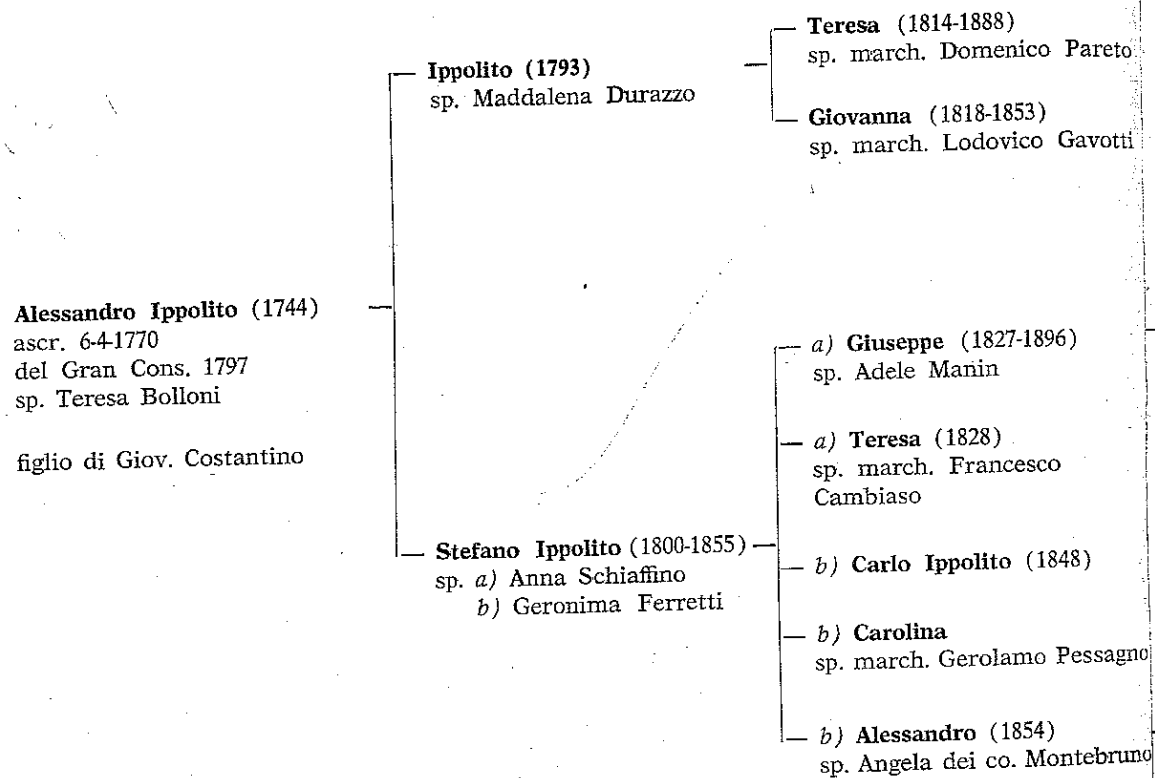 Teresa (1814-1888)
sp. march. Domenico Pareto
Ippolito (1793)
sp. Maddalena Durazzo
Giovanna (1818-1853)
sp. march. Lodovico Gavotti
Alessandro Ippolito (1744)
ascr. 6-4-1770
del Gran Cons. 1797
sp. Teresa Bolloni
figlio di Giov. Costantino
a) Giuseppe (1827-1896)
sp. Adele Manin
a) Teresa (1828)
sp. march. Francesco
Cambiaso
Stefano Ippolito (1800-1855)
sp. a) Anna Schiaffino
b) Geronima Ferretti
b) Carlo Ippolito (1848)
b) Carolina
sp. march. Gerolamo Pessagno
b) Alessandro (1854)
sp. Angela dei co. Montebruno